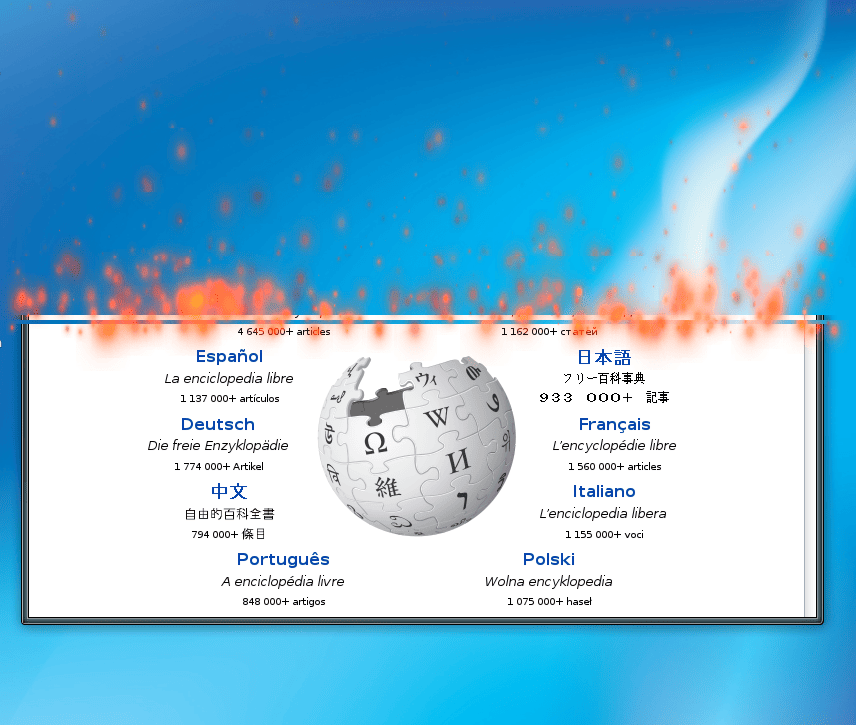 4 645 000+ articles
1 162 000+ статей
Español
La enciclopedia libre
1 137 000+ artículos
日本語
フリー百科事典
９３３ ０００+ 記事
Deutsch
Die freie Enzyklopädie
1 774 000+ Artikel
Français
L'encyclopédie libre
1 560 000+ articles
中文
自由的百科全書
794 000+ 條目
Italiano
L'enciclopedia libera
1 155 000+ voci
Português
A enciclopédia livre
848 000+ artigos
Polski
Wolna encyklopedia
1 075 000+ haseł
Ω
W
И
維
ウィ